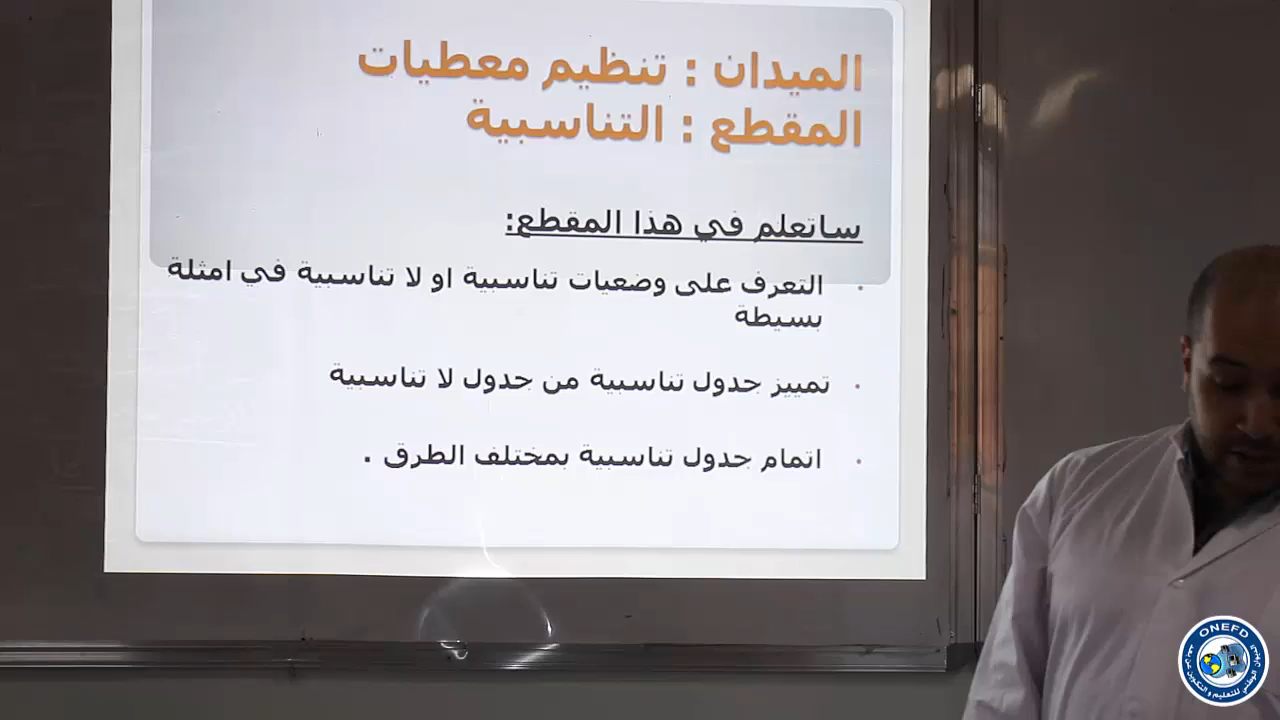 الميدان : تنظيم معطيات
المقطع : التناسبية
ساتعلم في هذا المقطع:
• التعرف على وضعيات تناسبية او لا تناسبية في امثلة
بسيطة
• تمييز جدول تناسبية من جدول لا تناسبية
• اتمام جدول تناسبية بمختلف الطرق .
ONEFD